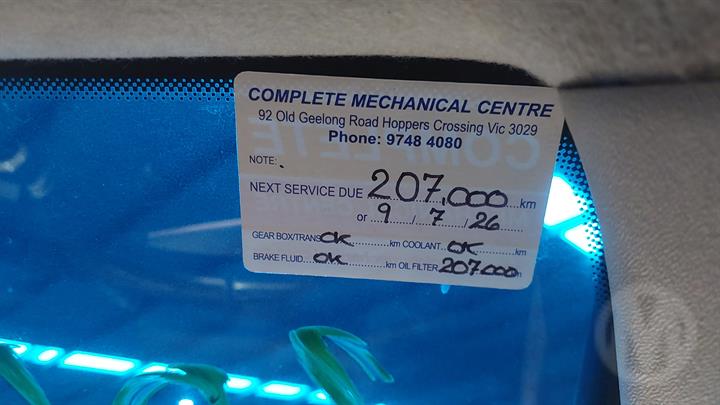 COMPLETE MECHANICAL CENTRE
92 Old Geelong Road Hoppers Crossing Vic 3029
Phone: 9748 4080
NOTE:.
NEXT SERVICE DUE 207,000 km
or 9 / 7 / 26
GEAR BOX/TRANS OK km COOLANT OK km
BRAKE FLUID OK km OIL FILTER 207.000